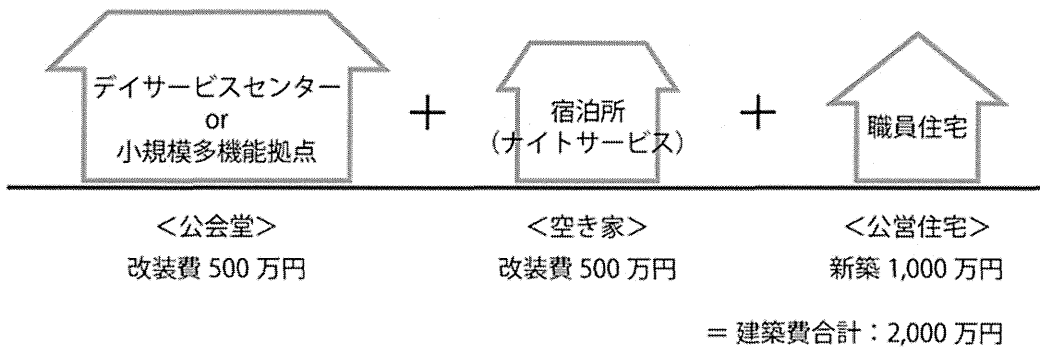 デイサービスセンター
or
小規模多機能拠点
+
宿泊所
(ナイトサービス)
+
職員住宅
<公会堂>
改装費 500 万円
<空き家>
改装費 500 万円
<公営住宅>
新築 1,000 万円
= 建築費合計:2,000 万円